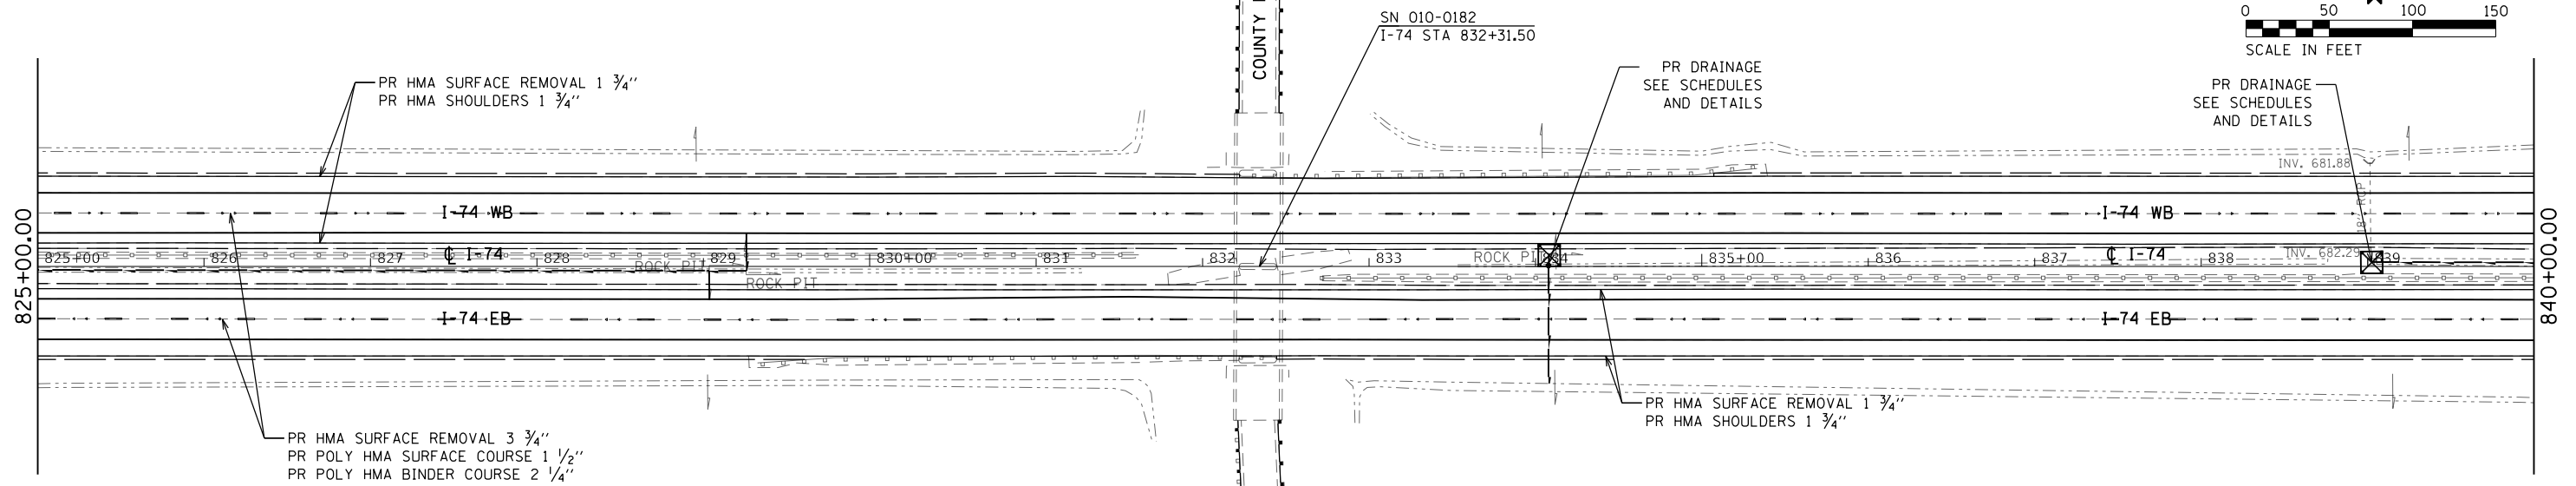 SN 010-0182
I-74 STA 832+31.50
COUNTY
0 50 100 150
SCALE IN FEET
PR HMA SURFACE REMOVAL 1 ¾"
PR HMA SHOULDERS 1 ¾"
PR DRAINAGE
SEE SCHEDULES
AND DETAILS
PR DRAINAGE
SEE SCHEDULES
AND DETAILS
INV. 681.88
RCP
I-74 WB
I-74 WB
825+00.00
℄ I-74
℄ I-74
INV. 682.29
840+00.00
825+00 826 827 828 829 830+00 831 832 833 834 835+00 836 837 838 839
ROCK PIT
ROCK PIT
ROCK PIT
I-74 EB
I-74 EB
PR HMA SURFACE REMOVAL 1 ¾"
PR HMA SHOULDERS 1 ¾"
PR HMA SURFACE REMOVAL 3 ¾"
PR POLY HMA SURFACE COURSE 1 ½"
PR POLY HMA BINDER COURSE 2 ¼"